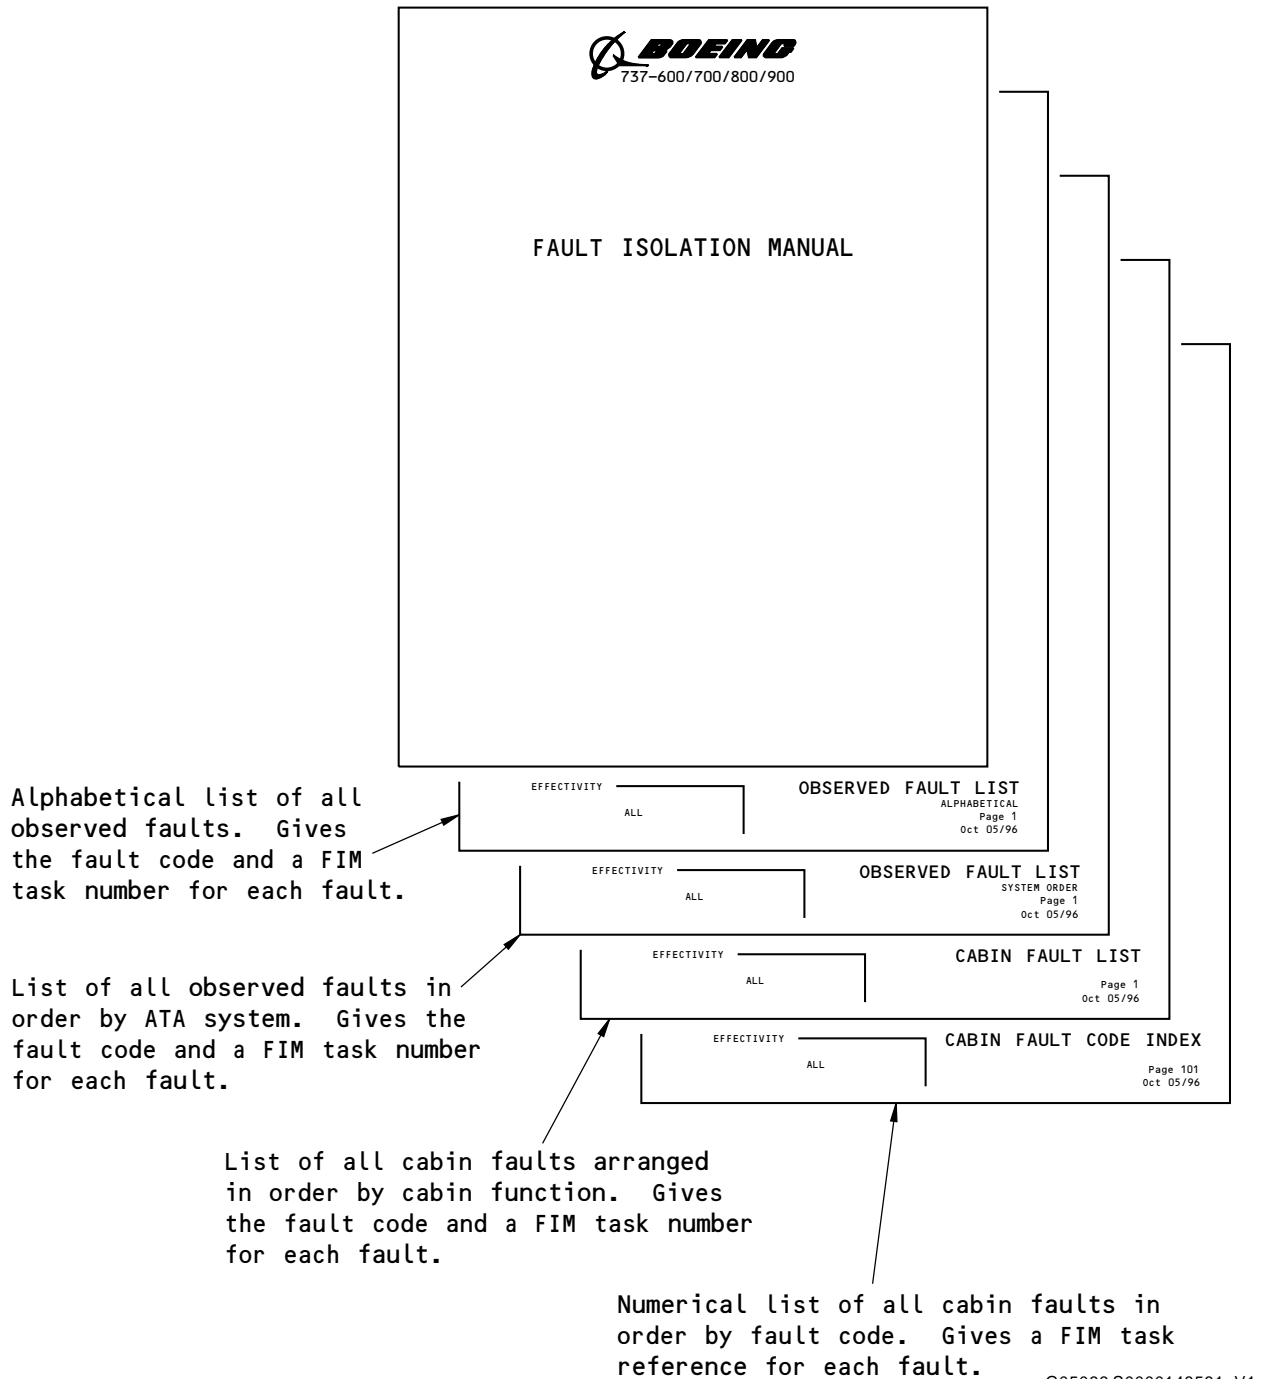 BOEING
737-600/700/800/900
FAULT ISOLATION MANUAL
EFFECTIVITY
ALL
OBSERVED FAULT LIST
ALPHABETICAL
Page 1
Oct 05/96
Alphabetical list of all
observed faults.  Gives
the fault code and a FIM
task number for each fault.
EFFECTIVITY
ALL
OBSERVED FAULT LIST
SYSTEM ORDER
Page 1
Oct 05/96
List of all observed faults in
order by ATA system.  Gives the
fault code and a FIM task number
for each fault.
EFFECTIVITY
ALL
CABIN FAULT LIST
Page 1
Oct 05/96
EFFECTIVITY
ALL
CABIN FAULT CODE INDEX
Page 101
Oct 05/96
List of all cabin faults arranged
in order by cabin function.  Gives
the fault code and a FIM task number
for each fault.
Numerical list of all cabin faults in
order by fault code.  Gives a FIM task
reference for each fault.